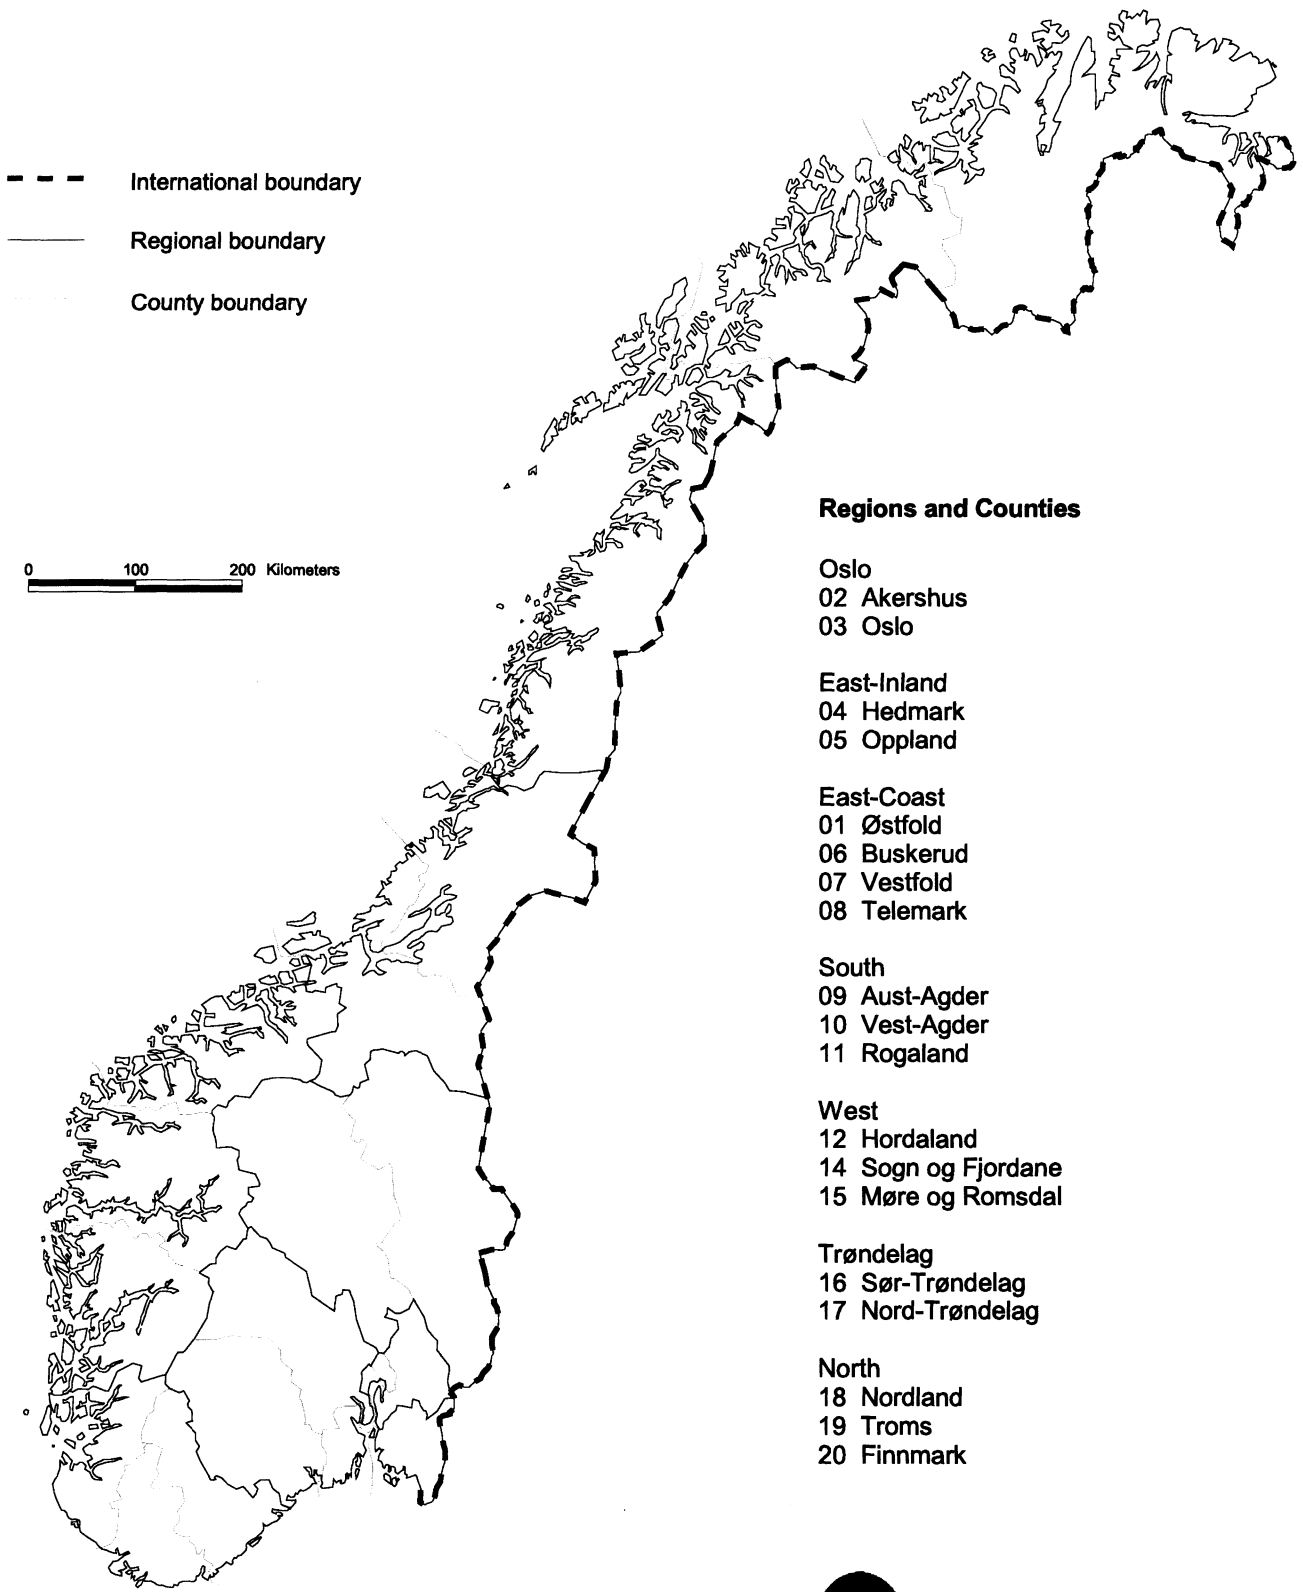 International boundary
Regional boundary
County boundary
0 100 200 Kilometers
Regions and Counties
Oslo
02 Akershus
03 Oslo
East-Inland
04 Hedmark
05 Oppland
East-Coast
01 Østfold
06 Buskerud
07 Vestfold
08 Telemark
South
09 Aust-Agder
10 Vest-Agder
11 Rogaland
West
12 Hordaland
14 Sogn og Fjordane
15 Møre og Romsdal
Trøndelag
16 Sør-Trøndelag
17 Nord-Trøndelag
North
18 Nordland
19 Troms
20 Finnmark